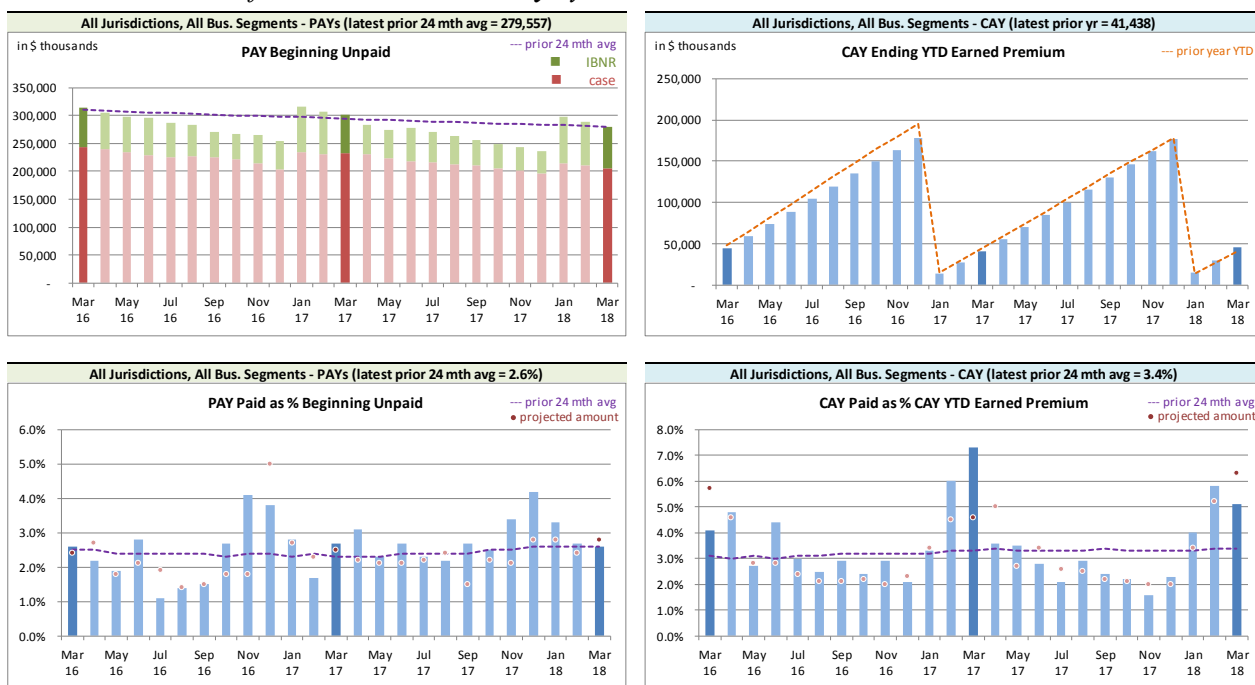 All Jurisdictions, All Bus. Segments - PAYs (latest prior 24 mth avg = 279,557)
in $ thousands
PAY Beginning Unpaid
--- prior 24 mth avg
IBNR
case
350,000
300,000
250,000
200,000
150,000
100,000
50,000
-
Mar May Jul Sep Nov Jan Mar May Jul Sep Nov Jan Mar
16 16 16 16 16 17 17 17 17 17 17 18 18
All Jurisdictions, All Bus. Segments - CAY (latest prior yr = 41,438)
in $ thousands
CAY Ending YTD Earned Premium
--- prior year YTD
250,000
200,000
150,000
100,000
50,000
-
Mar May Jul Sep Nov Jan Mar May Jul Sep Nov Jan Mar
16 16 16 16 16 17 17 17 17 17 17 18 18
All Jurisdictions, All Bus. Segments - PAYs (latest prior 24 mth avg = 2.6%)
PAY Paid as % Beginning Unpaid
--- prior 24 mth avg
projected amount
6.0%
5.0%
4.0%
3.0%
2.0%
1.0%
0.0%
Mar May Jul Sep Nov Jan Mar May Jul Sep Nov Jan Mar
16 16 16 16 16 17 17 17 17 17 17 18 18
All Jurisdictions, All Bus. Segments - CAY (latest prior 24 mth avg = 3.4%)
CAY Paid as % CAY YTD Earned Premium
--- prior 24 mth avg
projected amount
8.0%
7.0%
6.0%
5.0%
4.0%
3.0%
2.0%
1.0%
0.0%
Mar May Jul Sep Nov Jan Mar May Jul Sep Nov Jan Mar
16 16 16 16 16 17 17 17 17 17 17 18 18